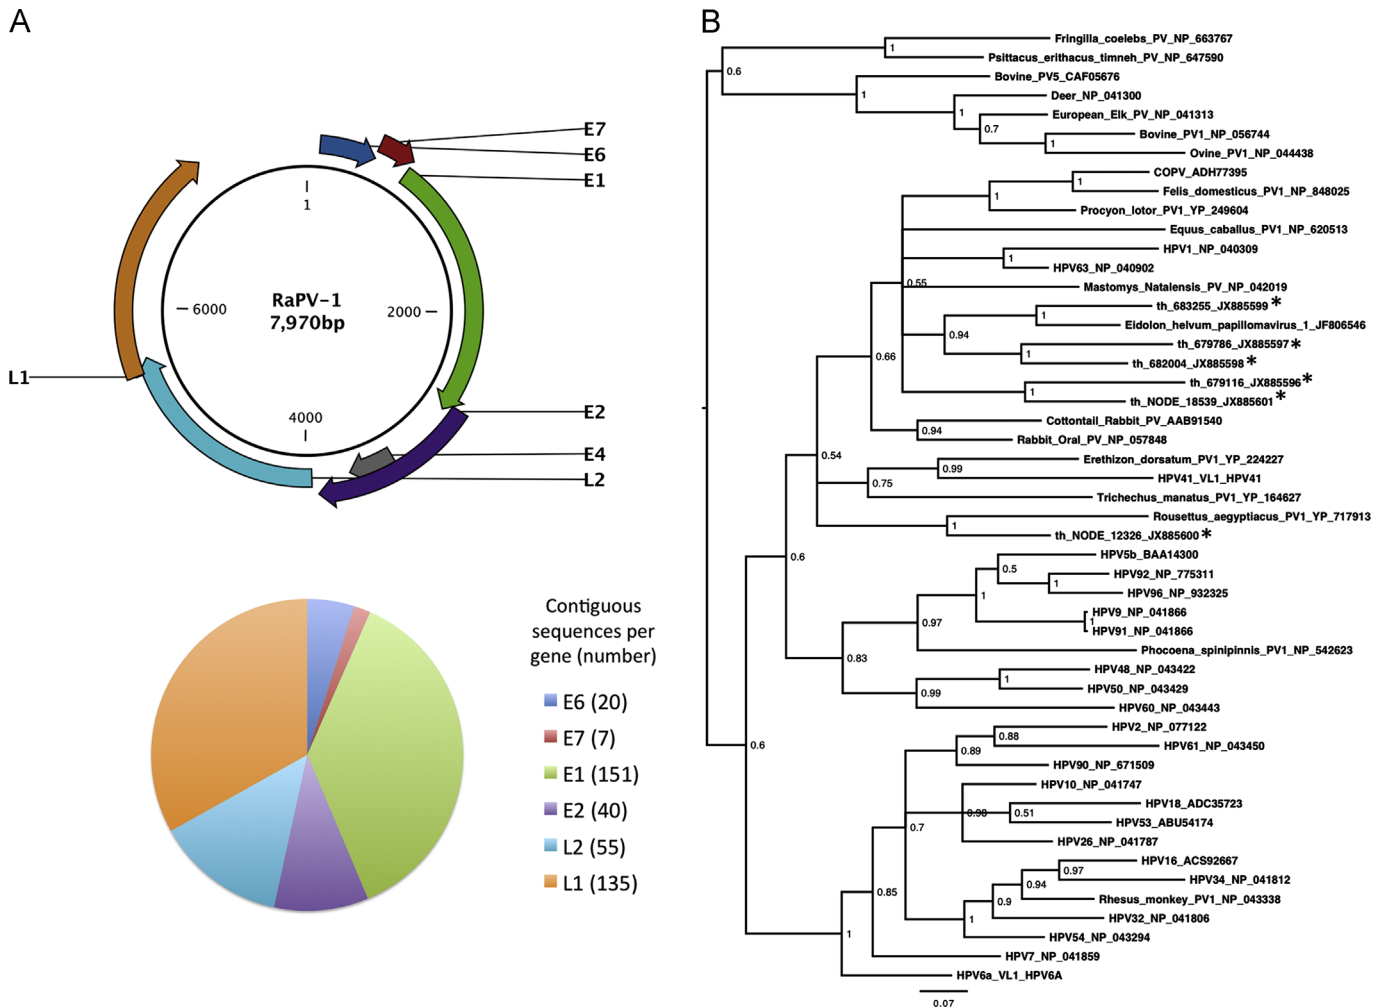 A
E7
E6
E1
1
RaPV-1
7,970bp
6000
2000
4000
L1
E2
E4
L2
Contiguous
sequences per
gene (number)
E6 (20)
E7 (7)
E1 (151)
E2 (40)
L2 (55)
L1 (135)
B
Fringilla_coelebs_PV_NP_663767
1
Psittacus_erithacus_timneh_PV_NP_647590
0.6
Bovine_PV5_CAF05676
1
Deer_NP_041300
1
European_Elk_PV_NP_041313
0.7
Bovine_PV1_NP_056744
1
Ovine_PV1_NP_044438
COPV_ADH77395
1
Felis_domesticus_PV1_NP_848025
1
Procyon_lotor_PV1_YP_249604
Equus_caballus_PV1_NP_620513
HPV1_NP_040309
1
HPV63_NP_040902
0.55
Mastomys_Natalensis_PV_NP_042019
th_683255_JX885599 *
1
Eidolon_helvum_papillomavirus_1_JF806546
0.94
th_679786_JX885597 *
1
th_682004_JX885598 *
0.66
th_679116_JX885596 *
1
th_NODE_18539_JX885601 *
Cottontail_Rabbit_PV_AAB91540
0.94
Rabbit_Oral_PV_NP_057848
0.54
Erethizon_dorsatum_PV1_YP_224227
0.99
HPV41_VL1_HPV41
0.75
Trichechus_manatus_PV1_YP_164627
Rousettus_aegyptiacus_PV1_YP_717913
1
th_NODE_12326_JX885600 *
0.6
HPV5b_BAA14300
0.5
HPV92_NP_775311
1
HPV96_NP_932325
1
HPV9_NP_041866
1
HPV91_NP_041866
0.97
Phocoena_spinipinnis_PV1_NP_542623
0.83
HPV48_NP_043422
1
HPV50_NP_043429
0.99
HPV60_NP_043443
0.6
HPV2_NP_077122
0.88
HPV61_NP_043450
0.89
HPV90_NP_671509
HPV10_NP_041747
HPV18_ADC35723
0.98
0.51
HPV53_ABU54174
0.7
HPV26_NP_041787
HPV16_ACS92667
0.97
HPV34_NP_041812
0.94
Rhesus_monkey_PV1_NP_043338
0.9
HPV32_NP_041806
0.85
1
HPV54_NP_043294
1
HPV7_NP_041859
HPV6a_VL1_HPV6A
0.07